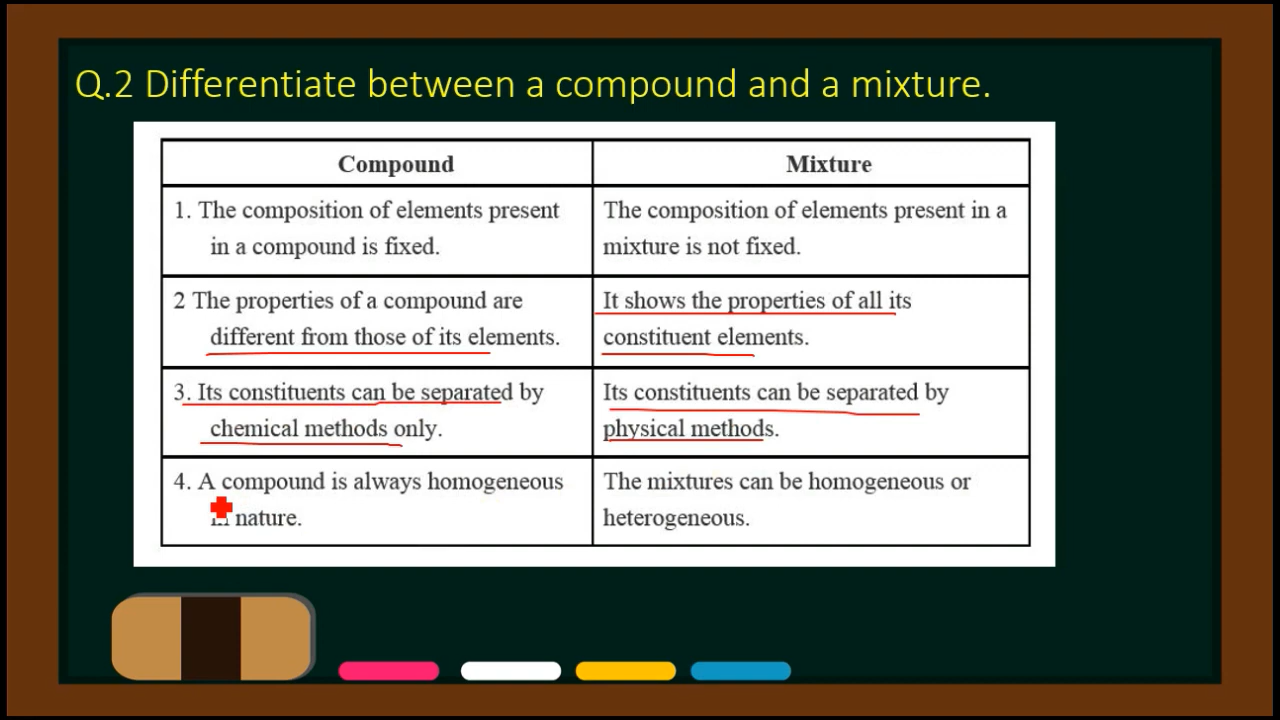 Q.2 Differentiate between a compound and a mixture.
Compound
Mixture
1. The composition of elements present
in a compound is fixed.
The composition of elements present in a
mixture is not fixed.
2 The properties of a compound are
different from those of its elements.
It shows the properties of all its
constituent elements.
3. Its constituents can be separated by
chemical methods only.
Its constituents can be separated by
physical methods.
4. A compound is always homogeneous
in nature.
The mixtures can be homogeneous or
heterogeneous.